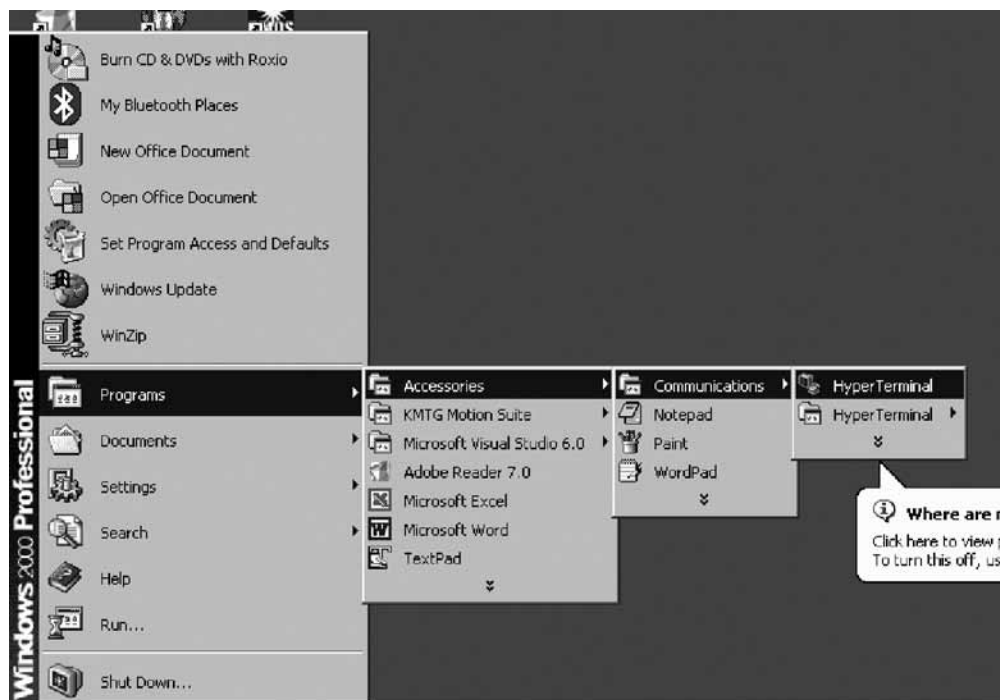 Burn CD & DVDs with Roxio
My Bluetooth Places
New Office Document
Open Office Document
Set Program Access and Defaults
Windows Update
WinZip
Programs
Documents
Settings
Search
Help
Run...
Shut Down...
Windows 2000 Professional
Accessories
KMTG Motion Suite
Microsoft Visual Studio 6.0
Adobe Reader 7.0
Microsoft Excel
Microsoft Word
TextPad
Communications
Notepad
Paint
WordPad
HyperTerminal
HyperTerminal
Where are
Click here to view
To turn this off, us